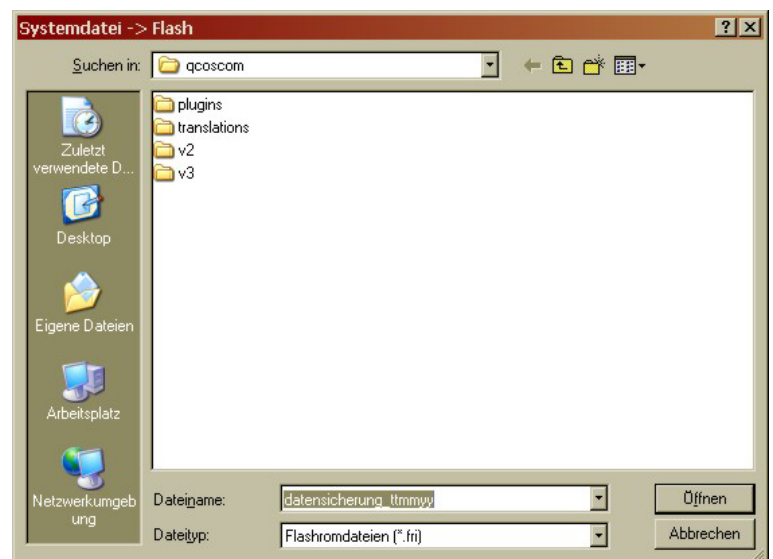 Systemdatei -> Flash
Suchen in:
qcoscom
Zuletzt
verwendete D...
Desktop
Eigene Dateien
Arbeitsplatz
Netzwerkumgeb
ung
plugins
translations
v2
v3
Dateiname:
datensicherung_ttmmyy
Öffnen
Dateityp:
Flashromdateien (*.fri)
Abbrechen